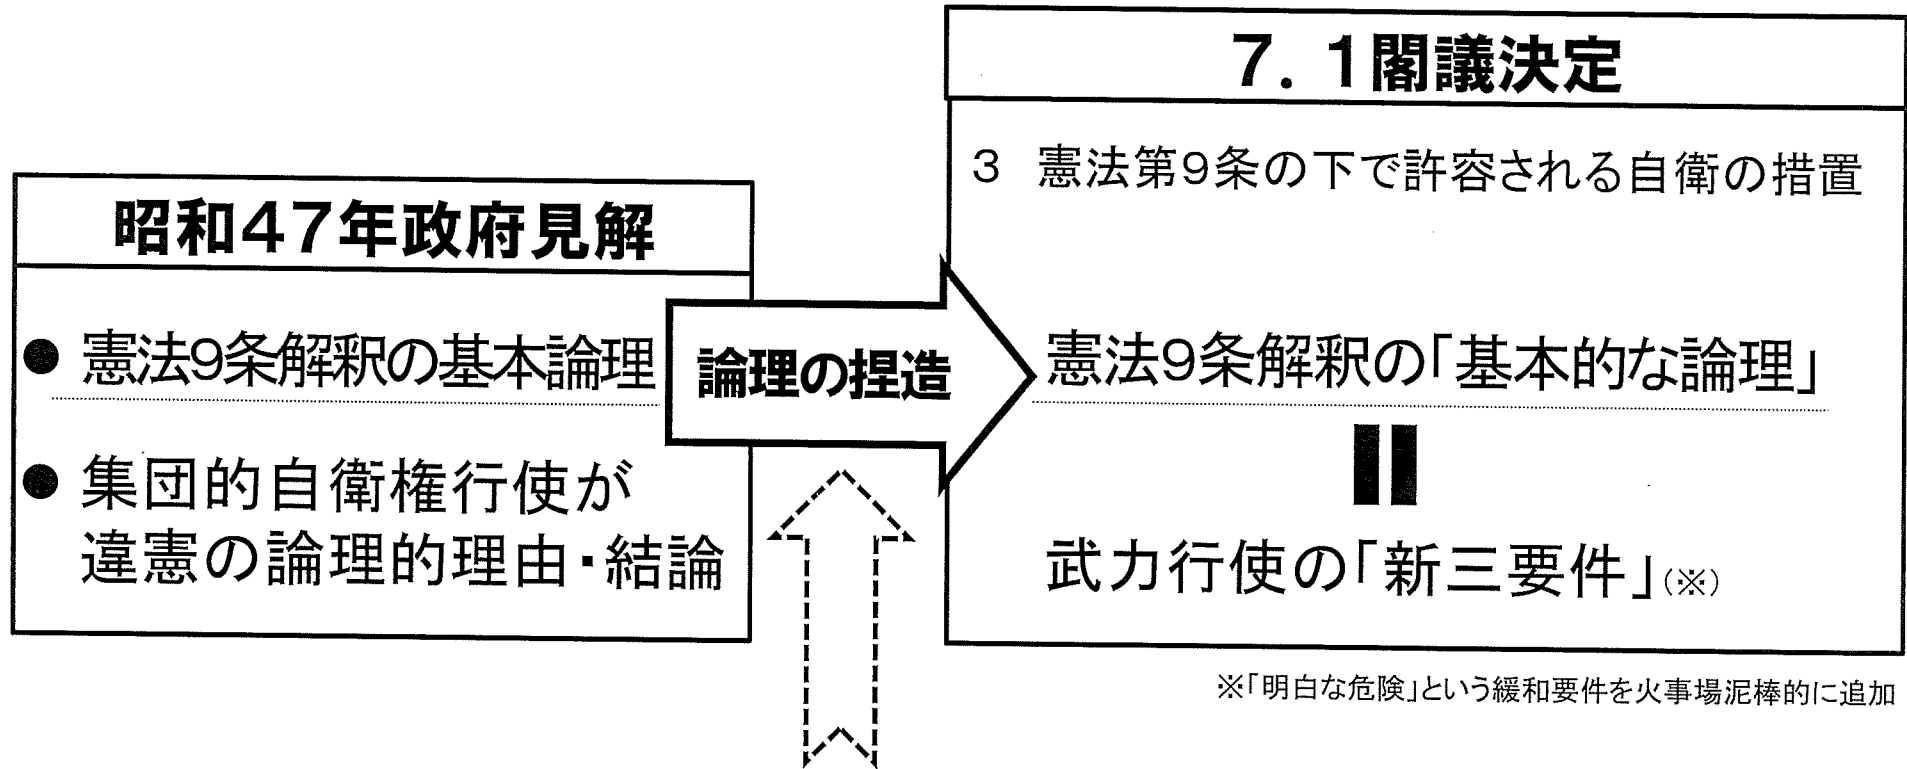 7.1閣議決定
3 憲法第9条の下で許容される自衛の措置
昭和47年政府見解
● 憲法9条解釈の基本論理
論理の捏造
憲法9条解釈の「基本的な論理」
● 集団的自衛権行使が
違憲の論理的理由・結論
武力行使の「新三要件」(※)
※「明白な危険」という緩和要件を火事場泥棒的に追加